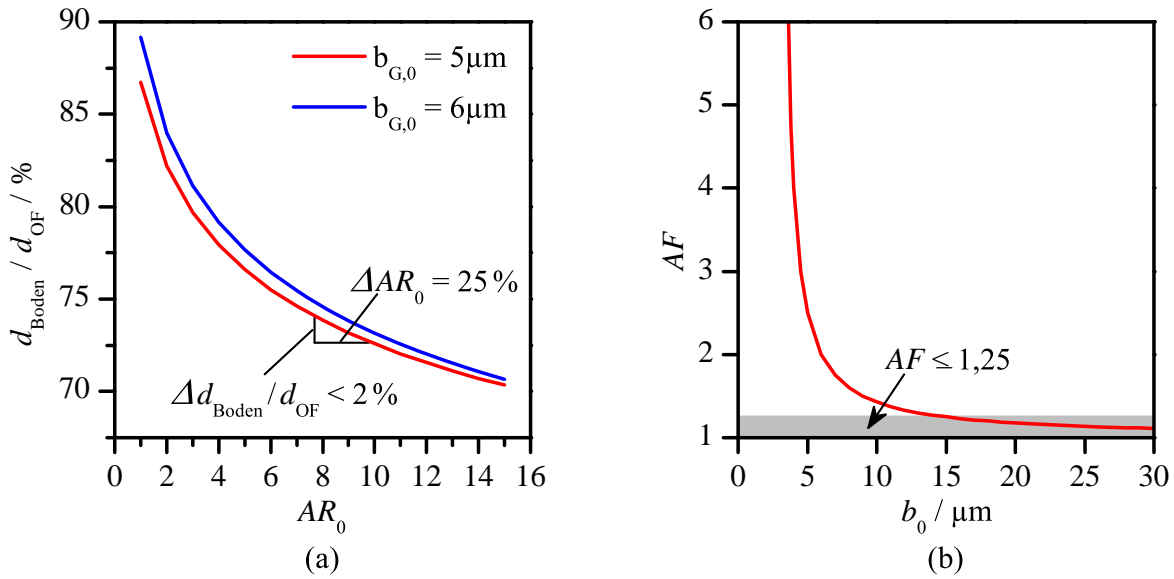 90
85
80
75
70
0 2 4 6 8 10 12 14 16
d_Boden / d_OF / %
AR_0
b_G,0 = 5µm
b_G,0 = 6µm
ΔAR_0 = 25 %
Δd_Boden/d_OF < 2 %
(a)
6
5
4
3
2
1
0 5 10 15 20 25 30
AF
b_0 / µm
AF ≤ 1,25
(b)